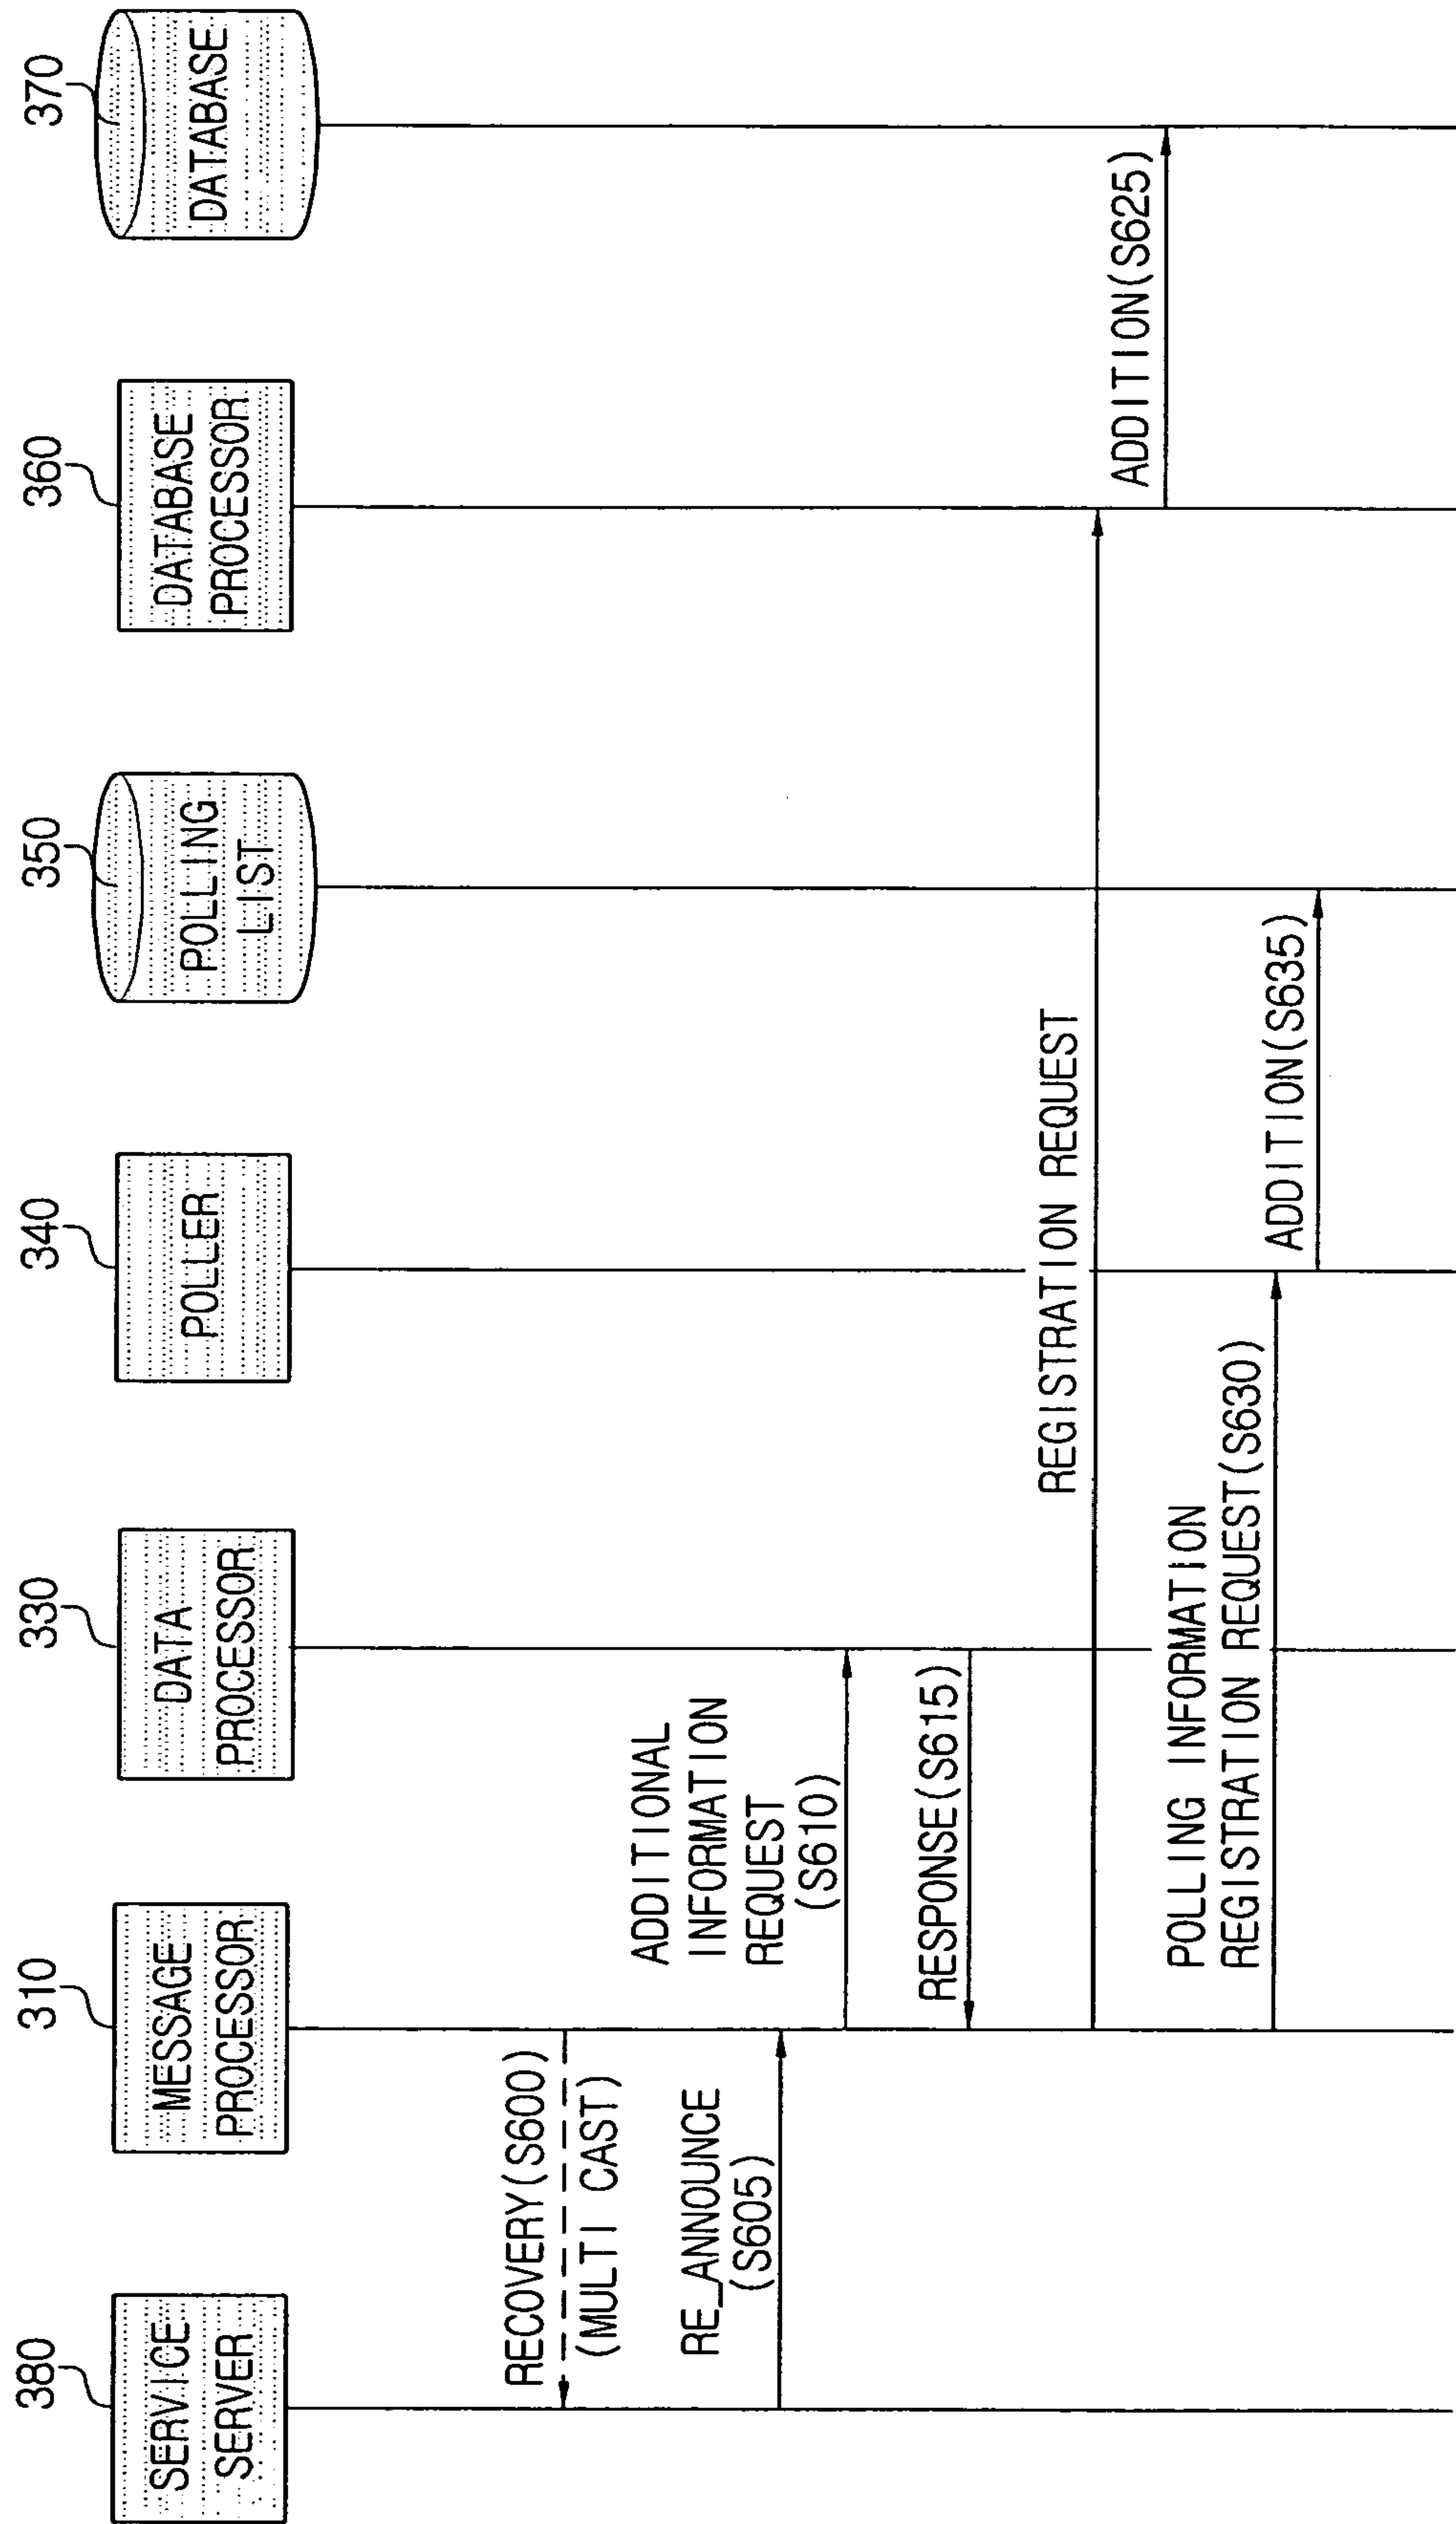 380
SERVICE
SERVER
310
MESSAGE
PROCESSOR
330
DATA
PROCESSOR
340
POLLER
350
POLLING
LIST
360
DATABASE
PROCESSOR
370
DATABASE
RECOVERY(S600)
(MULTI CAST)
RE_ANNOUNCE
(S605)
ADDITIONAL
INFORMATION
REQUEST
(S610)
RESPONSE(S615)
REGISTRATION REQUEST
ADDITION(S625)
POLLING INFORMATION
REGISTRATION REQUEST(S630)
ADDITION(S635)